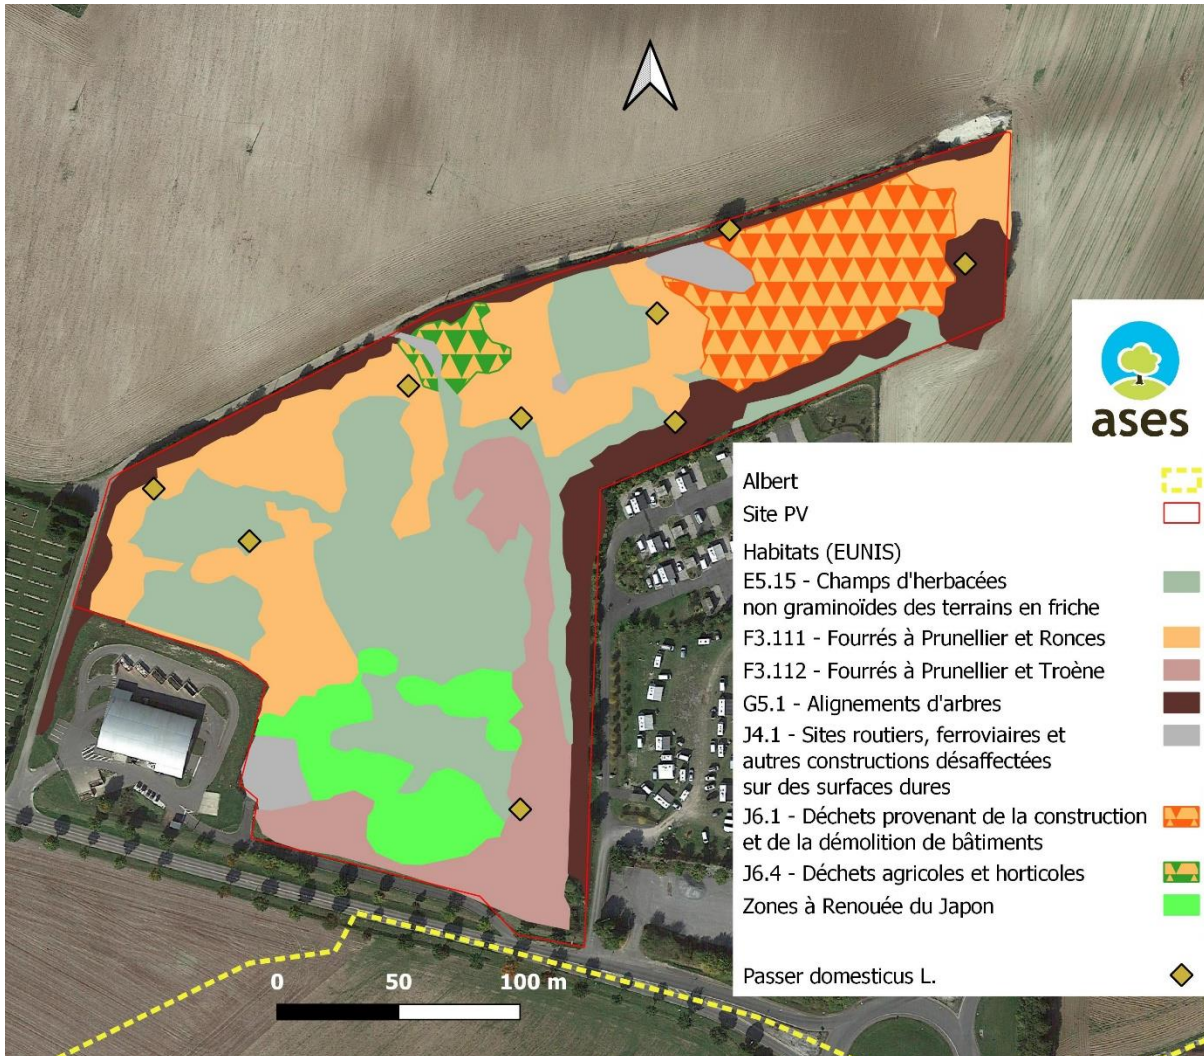 ases
Albert
Site PV
Habitats (EUNIS)
E5.15 - Champs d'herbacées
non graminoïdes des terrains en friche
F3.111 - Fourrés à Prunellier et Ronces
F3.112 - Fourrés à Prunellier et Troène
G5.1 - Alignements d'arbres
J4.1 - Sites routiers, ferroviaires et
autres constructions désaffectées
sur des surfaces dures
J6.1 - Déchets provenant de la construction
et de la démolition de bâtiments
J6.4 - Déchets agricoles et horticoles
Zones à Renouée du Japon
Passer domesticus L.
0 50 100 m